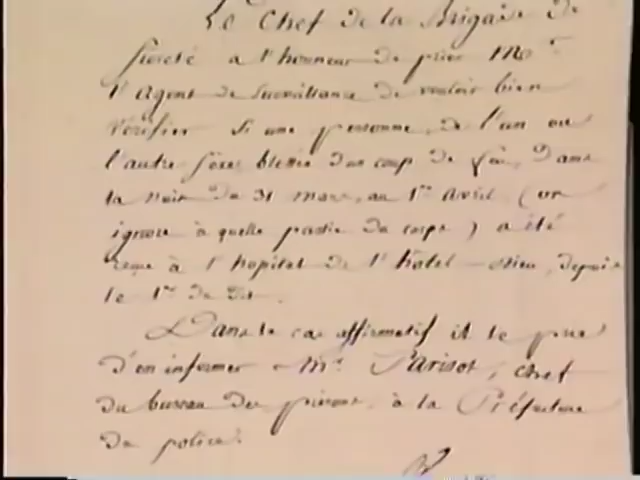 Le Chef de la Brigade de
Sureté a l'honneur de prier Mr
l'Agent de Surveillance de vouloir bien
vérifier si une personne, de l'un ou
l'autre sexe, blessée d'un coup de feu, dans
la nuit du 31 mars, au 1er Avril, (on
ignore à quelle partie du corps) a été
reçue à l'hopital de l'hôtel-Dieu, depuis
le 1er du dit.
Dans le cas affirmatif il le prie
d'en informer Mr. Parisot, chef
du bureau des prisons, à la Préfecture
de police.